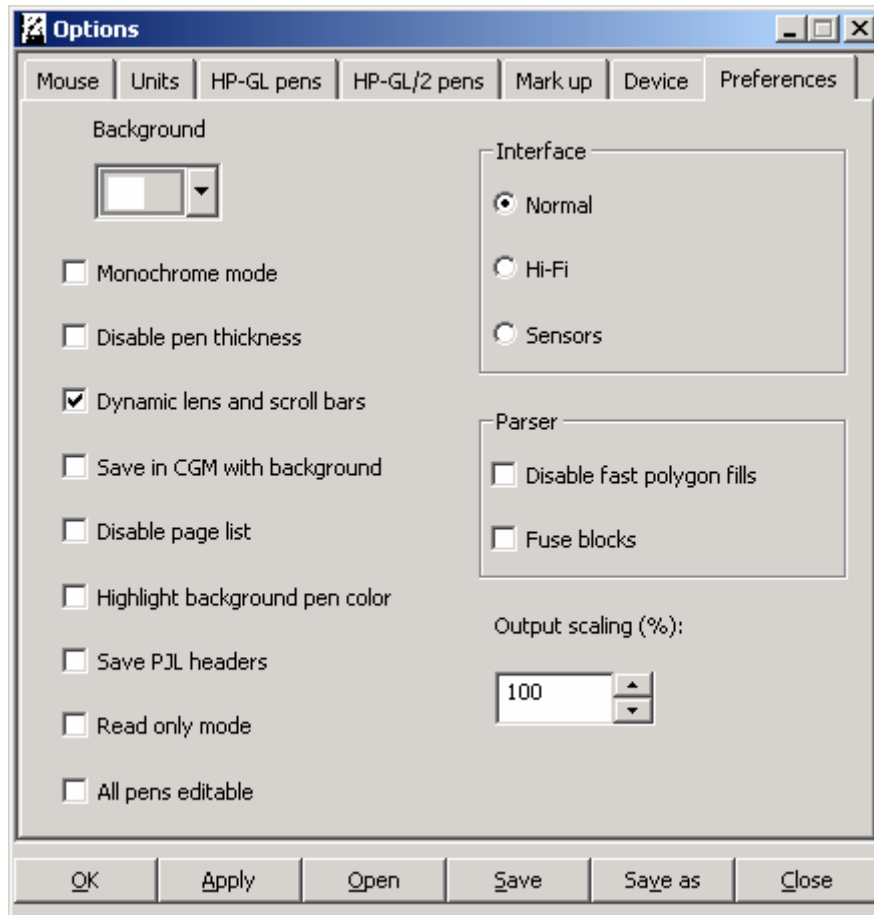 Options
Mouse Units HP-GL pens HP-GL/2 pens Mark up Device Preferences
Background
Monochrome mode
Disable pen thickness
Dynamic lens and scroll bars
Save in CGM with background
Disable page list
Highlight background pen color
Save PJL headers
Read only mode
All pens editable
Interface
Normal
Hi-Fi
Sensors
Parser
Disable fast polygon fills
Fuse blocks
Output scaling (%):
100
OK Apply Open Save Save as Close